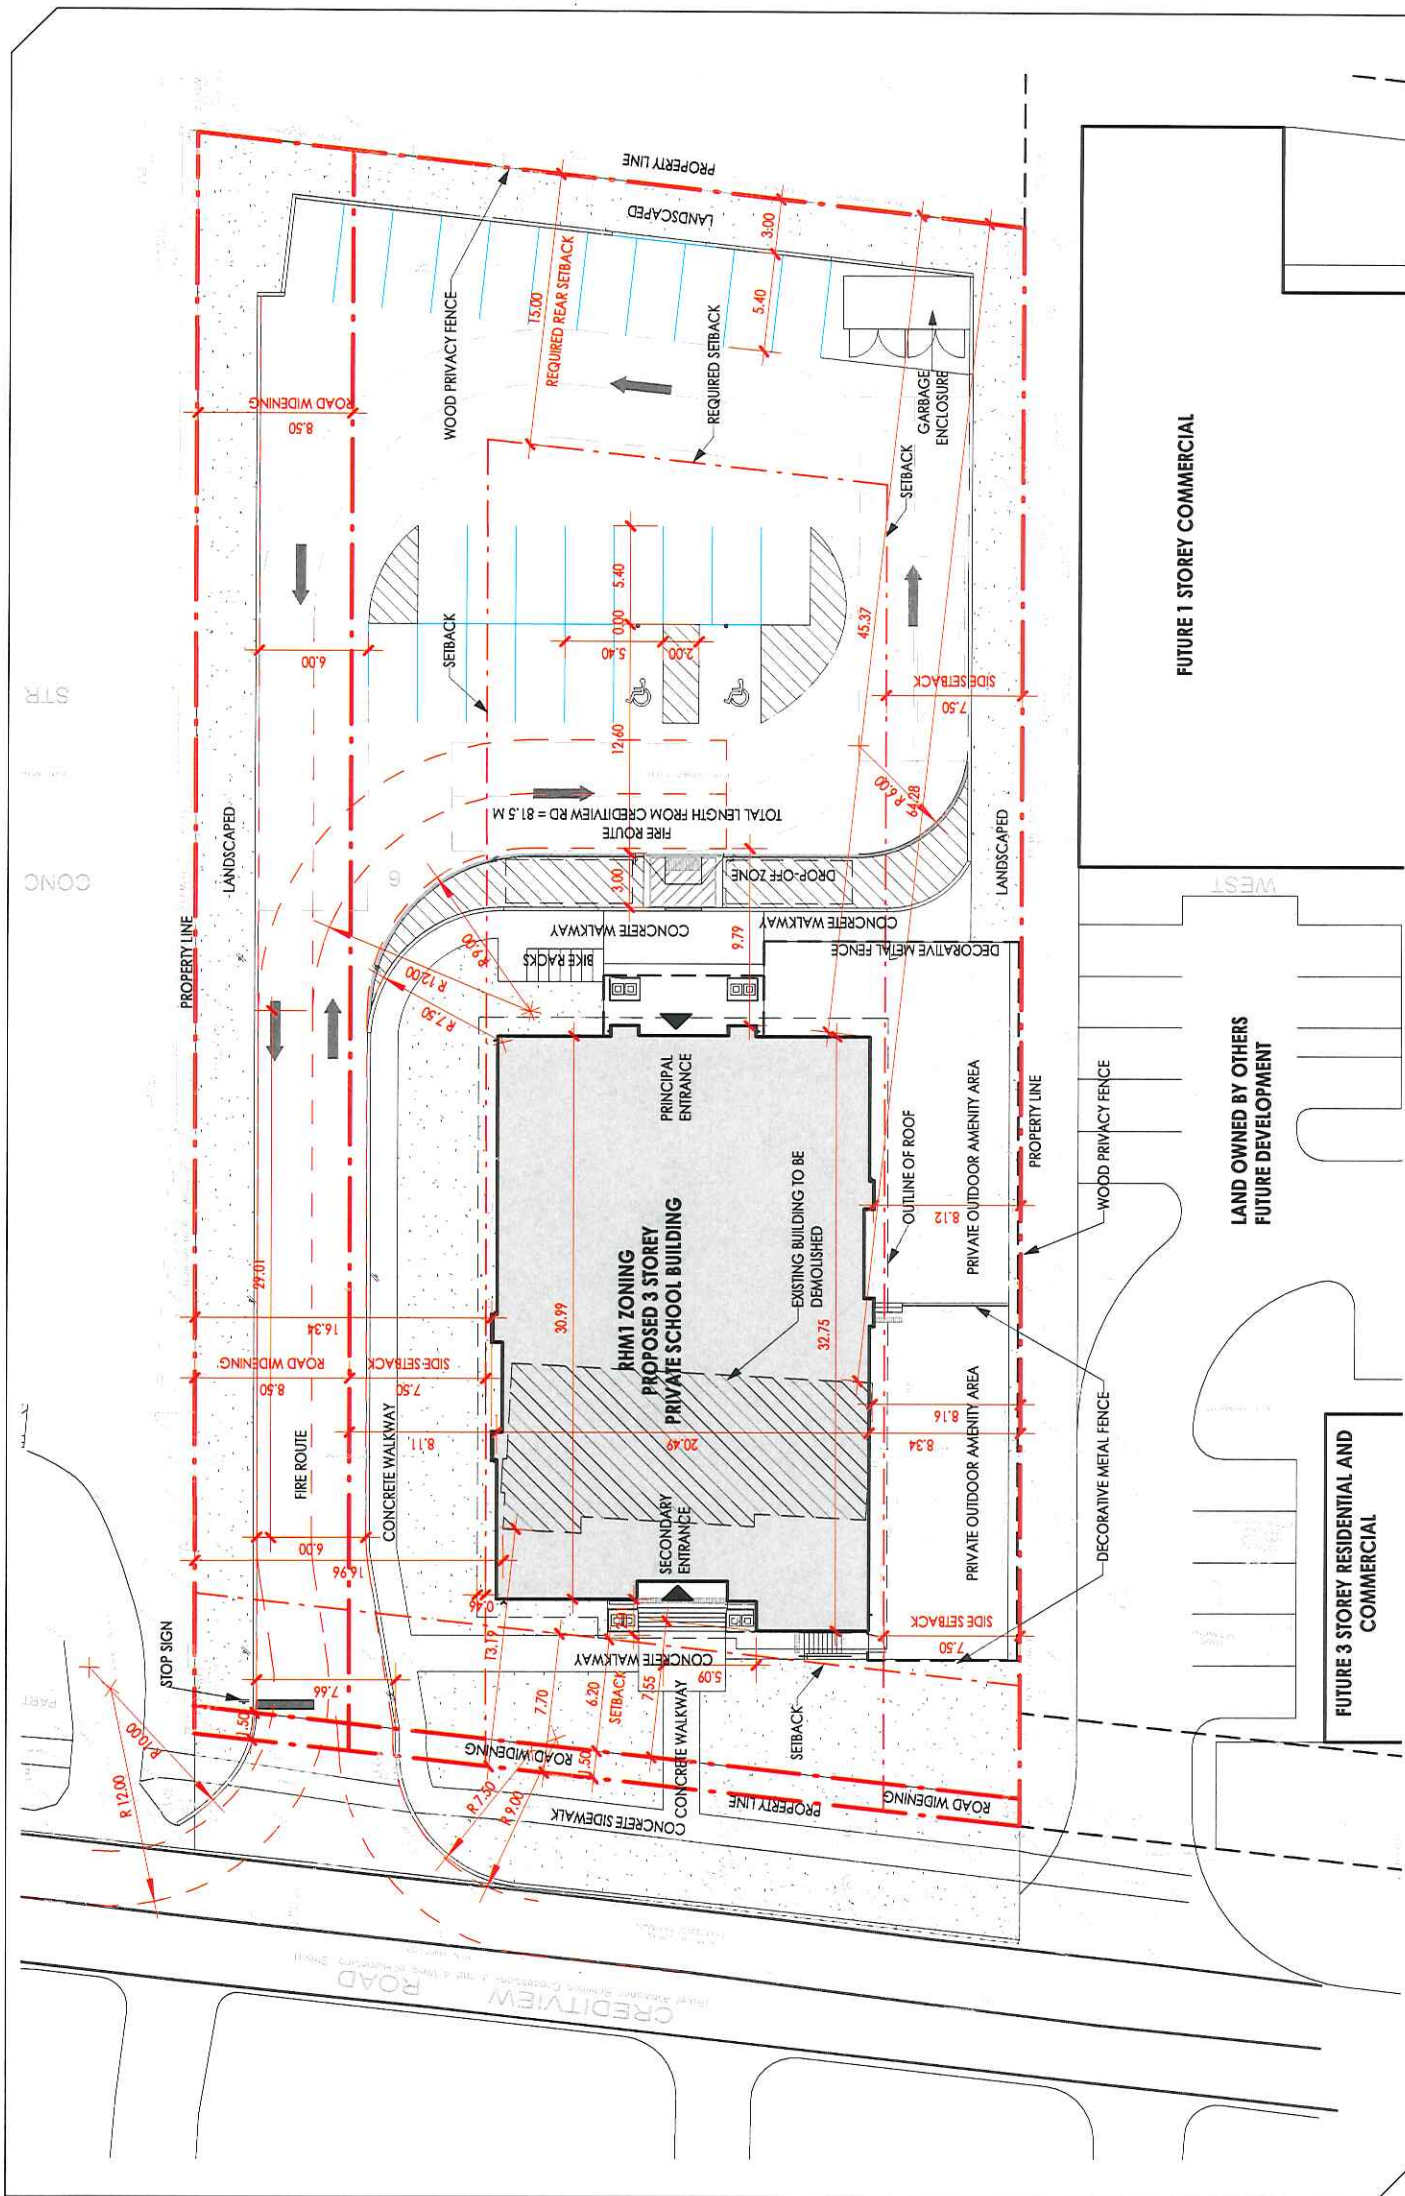 STR
CONC
6
WEST
PART
PROPERTY LINE
LANDSCAPED
PROPERTY LINE
LANDSCAPED
WOOD PRIVACY FENCE
15.00
REQUIRED REAR SETBACK
3.00
5.40
ROAD WIDENING
8.50
REQUIRED SETBACK
GARBAGE
ENCLOSURE
SETBACK
SETBACK
6.00
5.40
0.00
5.40
2.00
12.60
45.37
64.28
SIDE SETBACK
7.50
R 6.00
FIRE ROUTE
TOTAL LENGTH FROM CREDITVIEW RD = 81.5 M
3.00
DROP-OFF ZONE
LANDSCAPED
CONCRETE WALKWAY
CONCRETE WALKWAY
BIKE RACKS
9.79
DECORATIVE METAL FENCE
R 9.00
R 12.00
R 7.50
PRINCIPAL
ENTRANCE
29.01
16.34
ROAD WIDENING
8.50
SIDE SETBACK
7.50
8.11
30.99
RHM1 ZONING
PROPOSED 3 STOREY
PRIVATE SCHOOL BUILDING
EXISTING BUILDING TO BE
DEMOLISHED
32.75
20.49
OUTLINE OF ROOF
PRIVATE OUTDOOR AMENITY AREA
8.12
PROPERTY LINE
WOOD PRIVACY FENCE
8.16
8.34
PRIVATE OUTDOOR AMENITY AREA
DECORATIVE METAL FENCE
FIRE ROUTE
CONCRETE WALKWAY
6.00
16.96
SECONDARY
ENTRANCE
0.46
13.19
STOP SIGN
7.66
1.50
R 10.00
R 12.00
7.70
6.20
SETBACK
7.55
CONCRETE WALKWAY
5.09
SIDE SETBACK
7.50
SETBACK
CONCRETE WALKWAY
ROAD WIDENING
1.50
R 7.50
R 9.00
CONCRETE SIDEWALK
PROPERTY LINE
ROAD WIDENING
CREDITVIEW ROAD
FUTURE 1 STOREY COMMERCIAL
LAND OWNED BY OTHERS
FUTURE DEVELOPMENT
FUTURE 3 STOREY RESIDENTIAL AND
COMMERCIAL